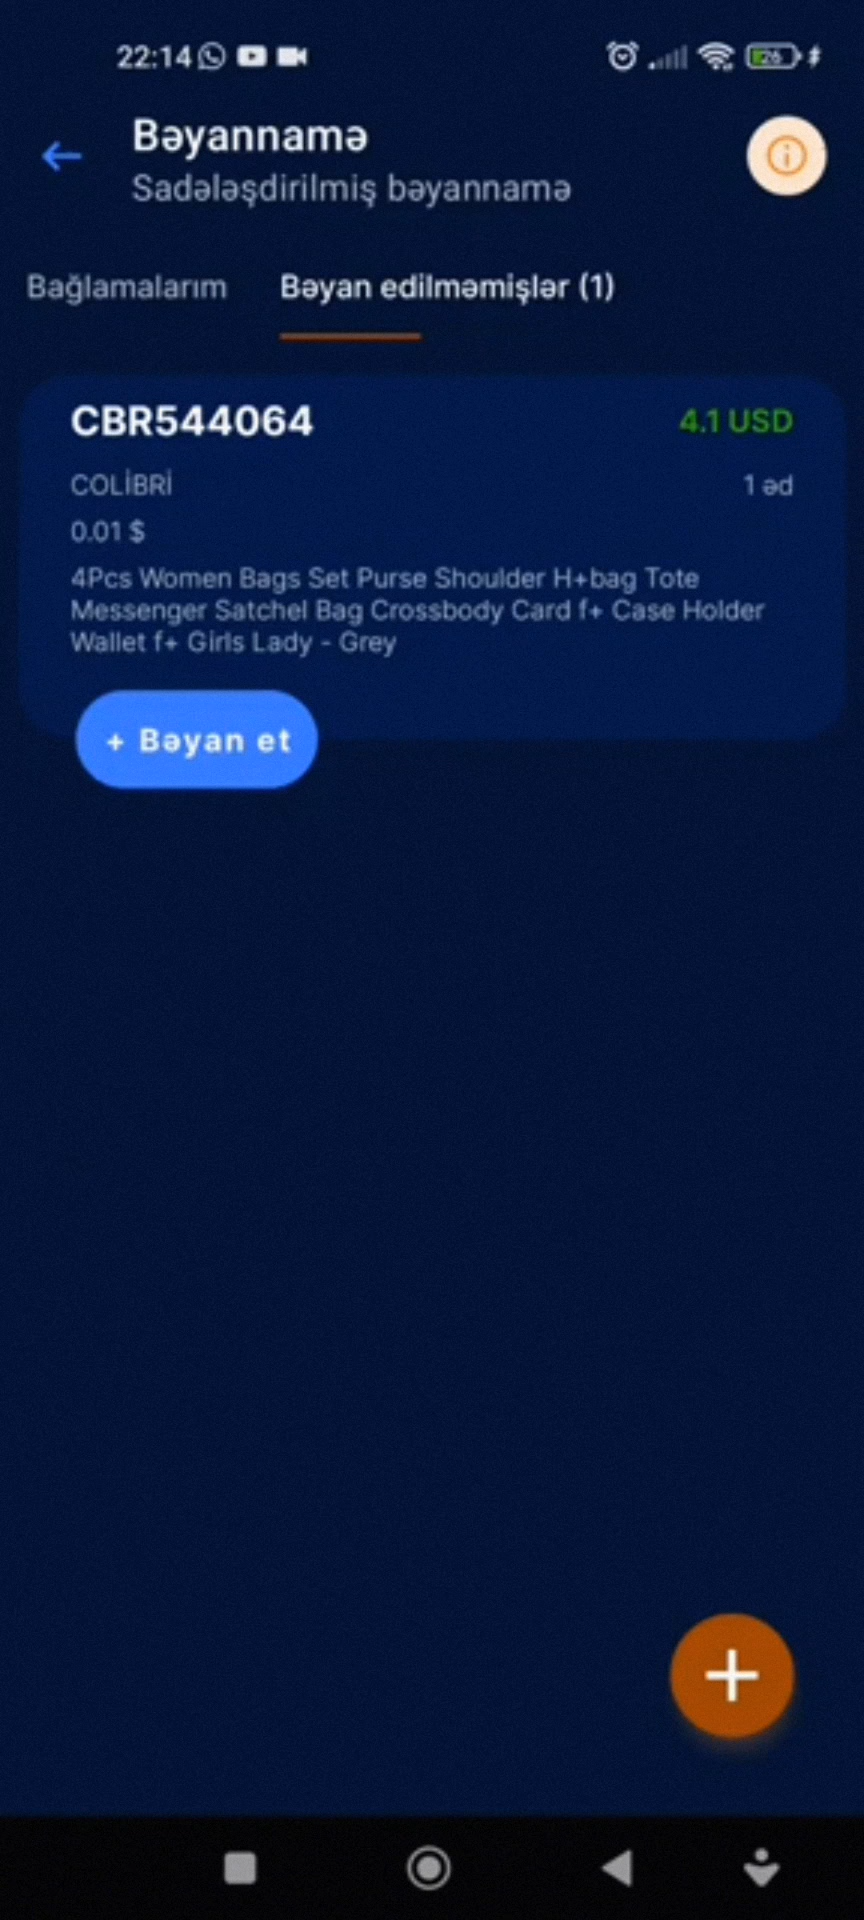 22:14
26
Bəyannamə
Sadələşdirilmiş bəyannamə
Bağlamalarım
Bəyan edilməmişlər (1)
CBR544064
4.1 USD
COLİBRİ
1 əd
0.01 $
4Pcs Women Bags Set Purse Shoulder H+bag Tote
Messenger Satchel Bag Crossbody Card f+ Case Holder
Wallet f+ Girls Lady - Grey
+ Bəyan et